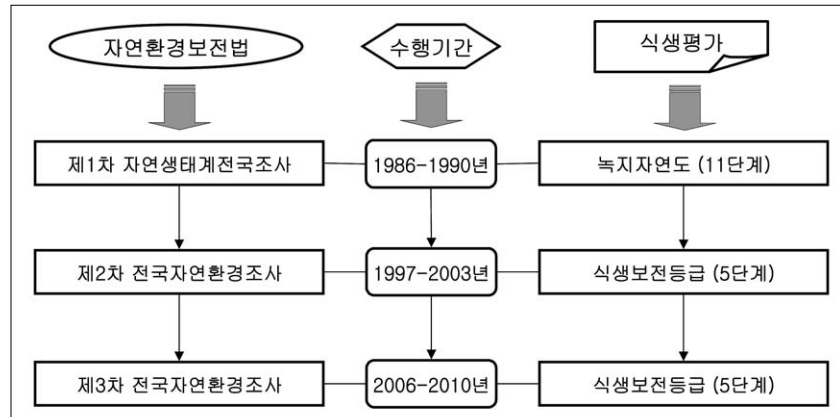 자연환경보전법
수행기간
식생평가
제1차 자연생태계전국조사
1986-1990년
녹지자연도 (11단계)
제2차 전국자연환경조사
1997-2003년
식생보전등급 (5단계)
제3차 전국자연환경조사
2006-2010년
식생보전등급 (5단계)